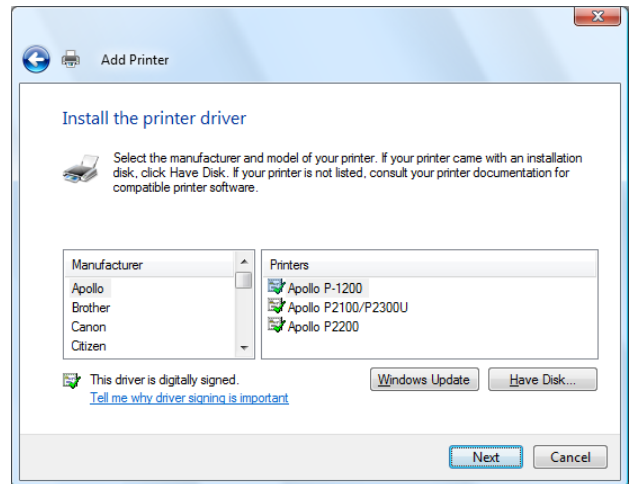 Add Printer
Install the printer driver
Select the manufacturer and model of your printer. If your printer came with an installation
disk, click Have Disk. If your printer is not listed, consult your printer documentation for
compatible printer software.
Manufacturer
Apollo
Brother
Canon
Citizen
Printers
Apollo P-1200
Apollo P2100/P2300U
Apollo P2200
This driver is digitally signed.
Tell me why driver signing is important
Windows Update
Have Disk...
Next
Cancel